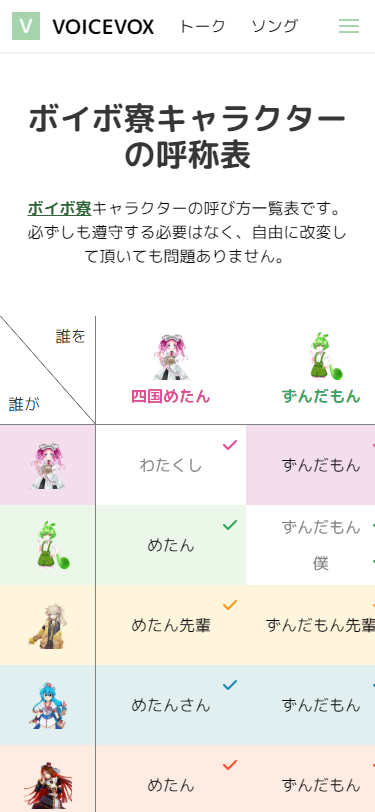 V VOICEVOX トーク ソング
ボイボ寮キャラクター
の呼称表
ボイボ寮キャラクターの呼び方一覧表です。
必ずしも遵守する必要はなく、自由に改変し
て頂いても問題ありません。
誰を
誰が
四国めたん ずんだもん
わたくし ずんだもん
めたん ずんだもん
僕
めたん先輩 ずんだもん先輩
めたんさん ずんだもん
めたん ずんだもん